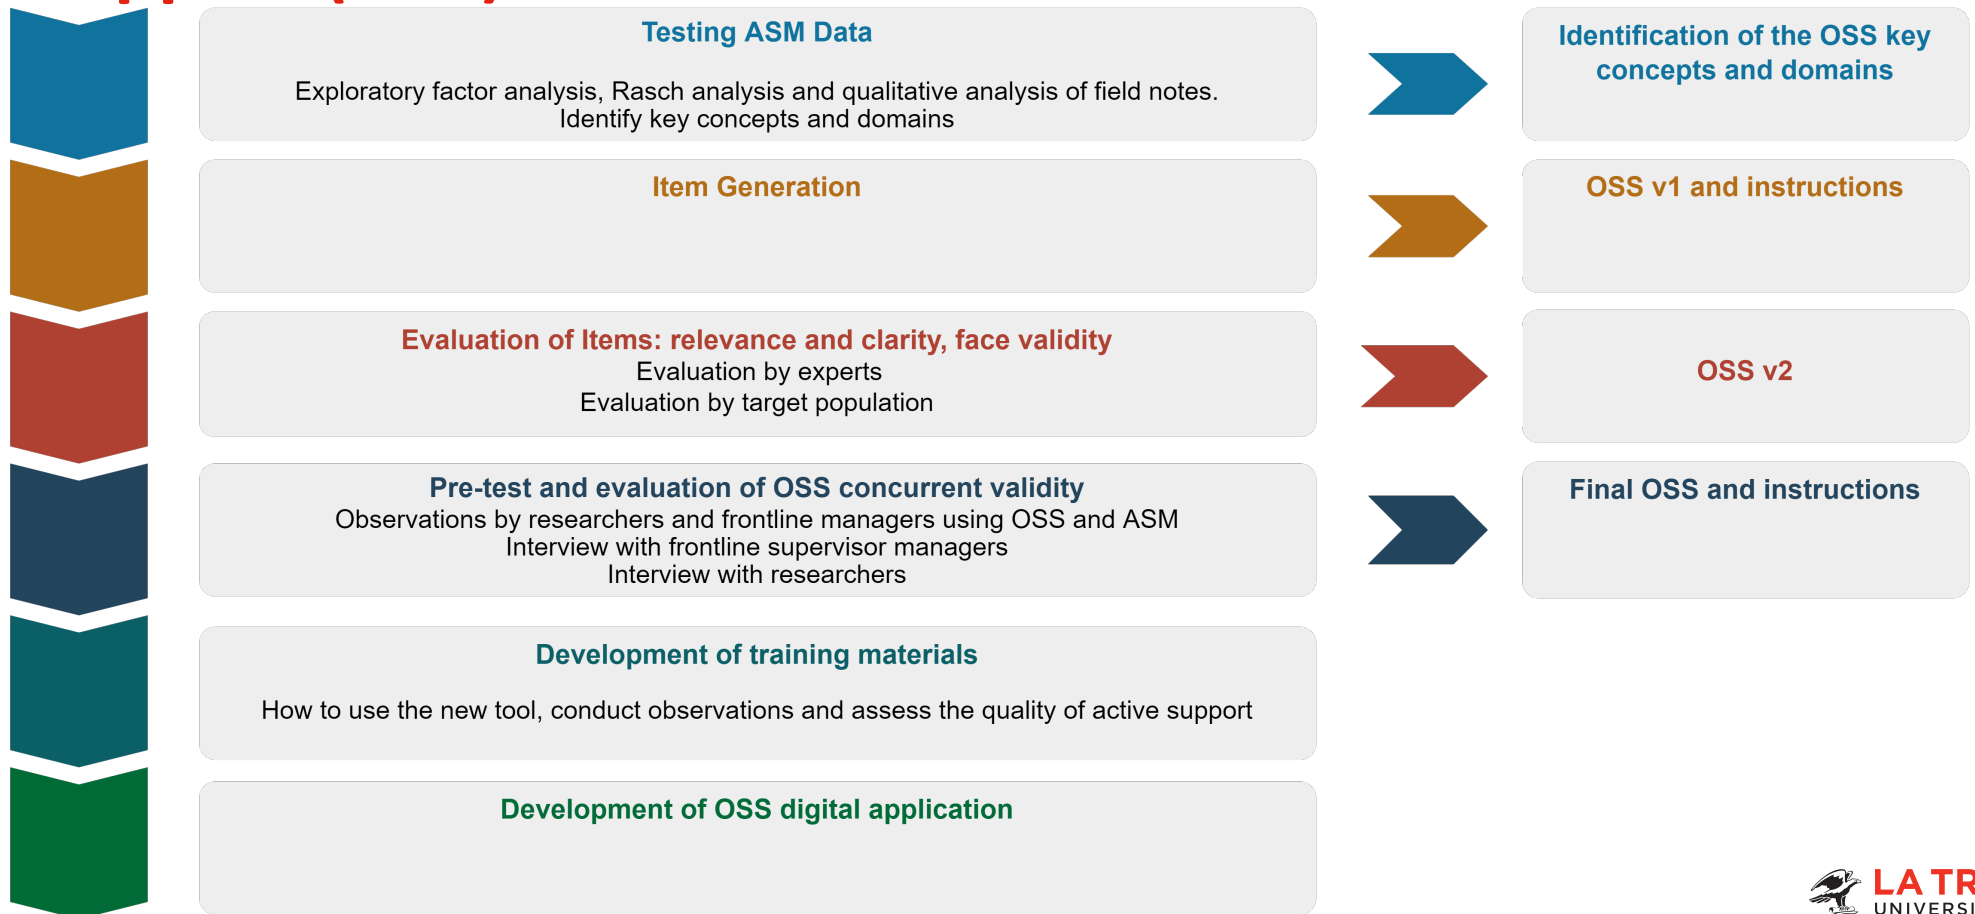 Testing ASM Data
Exploratory factor analysis, Rasch analysis and qualitative analysis of field notes.
Identify key concepts and domains
Identification of the OSS key
concepts and domains
Item Generation
OSS v1 and instructions
Evaluation of Items: relevance and clarity, face validity
Evaluation by experts
Evaluation by target population
OSS v2
Pre-test and evaluation of OSS concurrent validity
Observations by researchers and frontline managers using OSS and ASM
Interview with frontline supervisor managers
Interview with researchers
Final OSS and instructions
Development of training materials
How to use the new tool, conduct observations and assess the quality of active support
Development of OSS digital application
LA TR
UNIVERSI